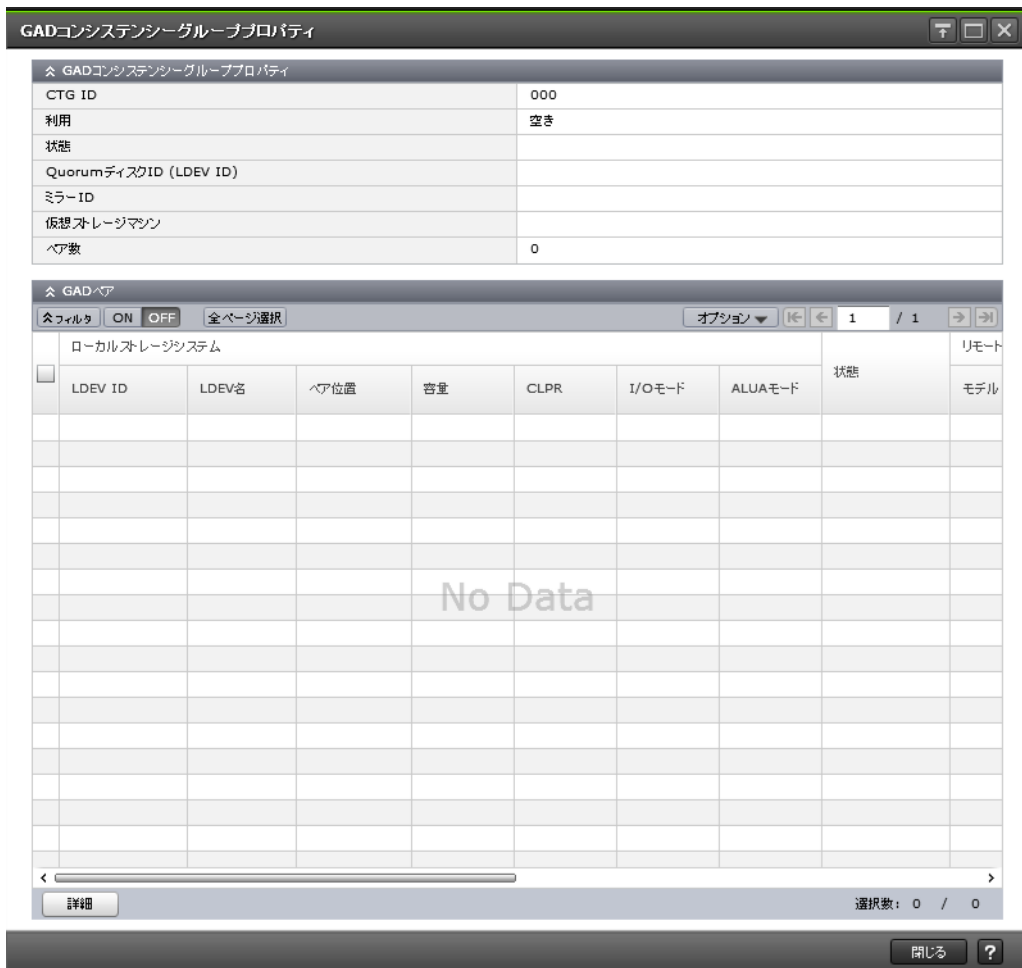 GADコンシステンシーグループプロパティ
GADコンシステンシーグループプロパティ
CTG ID 000
利用 空き
状態
QuorumディスクID (LDEV ID)
ミラーID
仮想ストレージマシン
ペア数 0
GADペア
フィルタ ON OFF 全ページ選択 オプション 1 / 1
ローカルストレージシステム 状態 リモート
LDEV ID LDEV名 ペア位置 容量 CLPR I/Oモード ALUAモード モデル
No Data
詳細 選択数: 0 / 0
閉じる ?